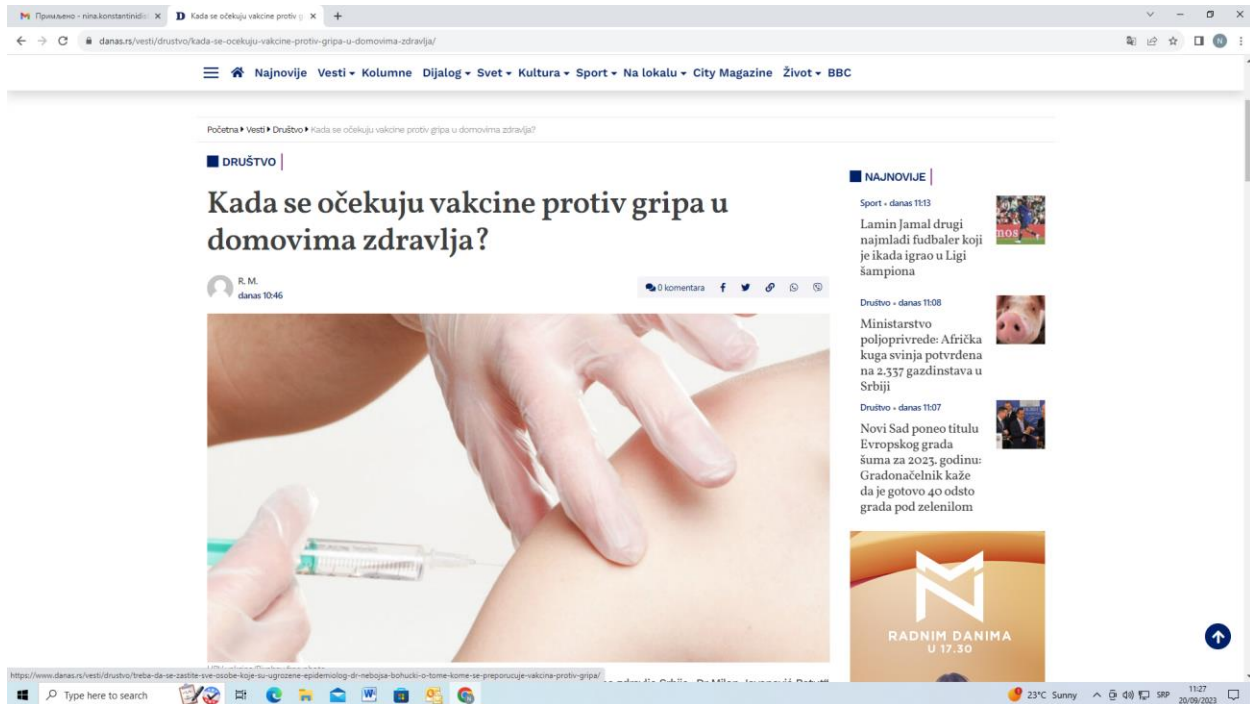 Примљено - nina.konstantinidis
Kada se očekuju vakcine protiv g
danas.rs/vesti/drustvo/kada-se-ocekuju-vakcine-protiv-gripa-u-domovima-zdravlja/
Najnovije Vesti Kolumne Dijalog Svet Kultura Sport Na lokalu City Magazine Život BBC
Početna Vesti Društvo Kada se očekuju vakcine protiv gripa u domovima zdravlja?
DRUŠTVO
Kada se očekuju vakcine protiv gripa u
domovima zdravlja?
R. M.
danas 10:46
0 komentara
NAJNOVIJE
Sport - danas 11:13
Lamin Jamal drugi
najmlađi fudbaler koji
je ikada igrao u Ligi
šampiona
Društvo - danas 11:08
Ministarstvo
poljoprivrede: Afrička
kuga svinja potvrđena
na 2.337 gazdinstava u
Srbiji
Društvo - danas 11:07
Novi Sad poneo titulu
Evropskog grada
šuma za 2023. godinu:
Gradonačelnik kaže
da je gotovo 40 odsto
grada pod zelenilom
RADNIM DANIMA
U 17.30
https://www.danas.rs/vesti/drustvo/treba-da-se-zastite-sve-osobe-koje-su-ugrozene-epidemiolog-dr-nebojsa-bohucki-o-tome-kome-se-preporucuje-vakcina-protiv-gripa/
Type here to search
23°C Sunny
SRP
11:27
20/09/2023